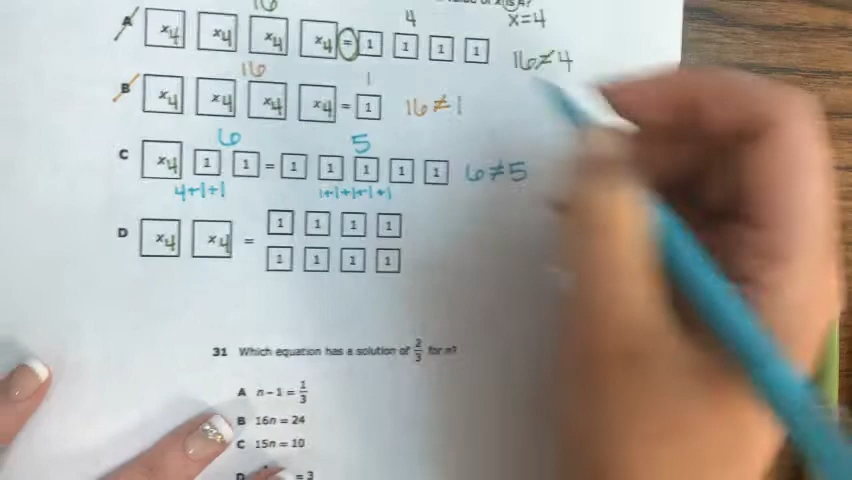 16 4 x=4
A x4 x4 x4 x4 = 1 1 1 1 16≠4
16 1
B x4 x4 x4 x4 = 1 16≠1
6 5
C x4 1 1 = 1 1 1 1 1 6≠5
4+1+1 1+1+1+1+1
1 1 1 1
D x4 x4 =
1 1 1 1
31 Which equation has a solution of 2/3 for n?
A n - 1 = 1/3
B 16n = 24
C 15n = 10
D = 3